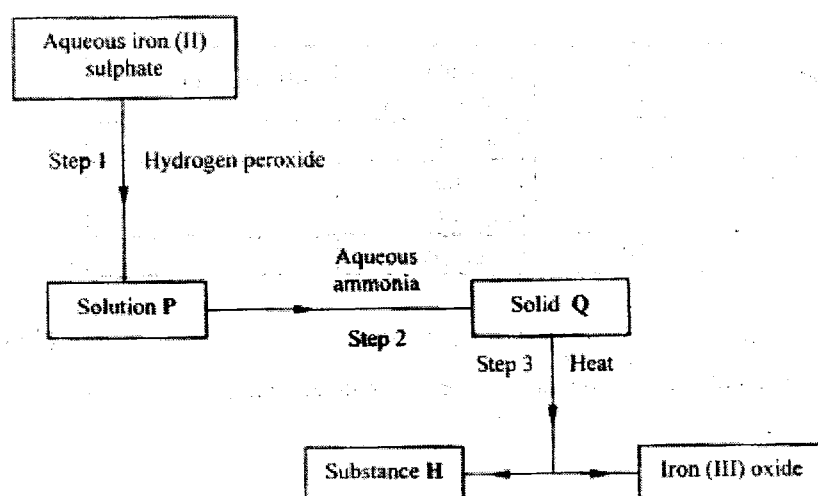 Aqueous iron (II)
sulphate
Step 1
Hydrogen peroxide
Aqueous
ammonia
Solution P
Solid Q
Step 2
Step 3
Heat
Substance H
Iron (III) oxide